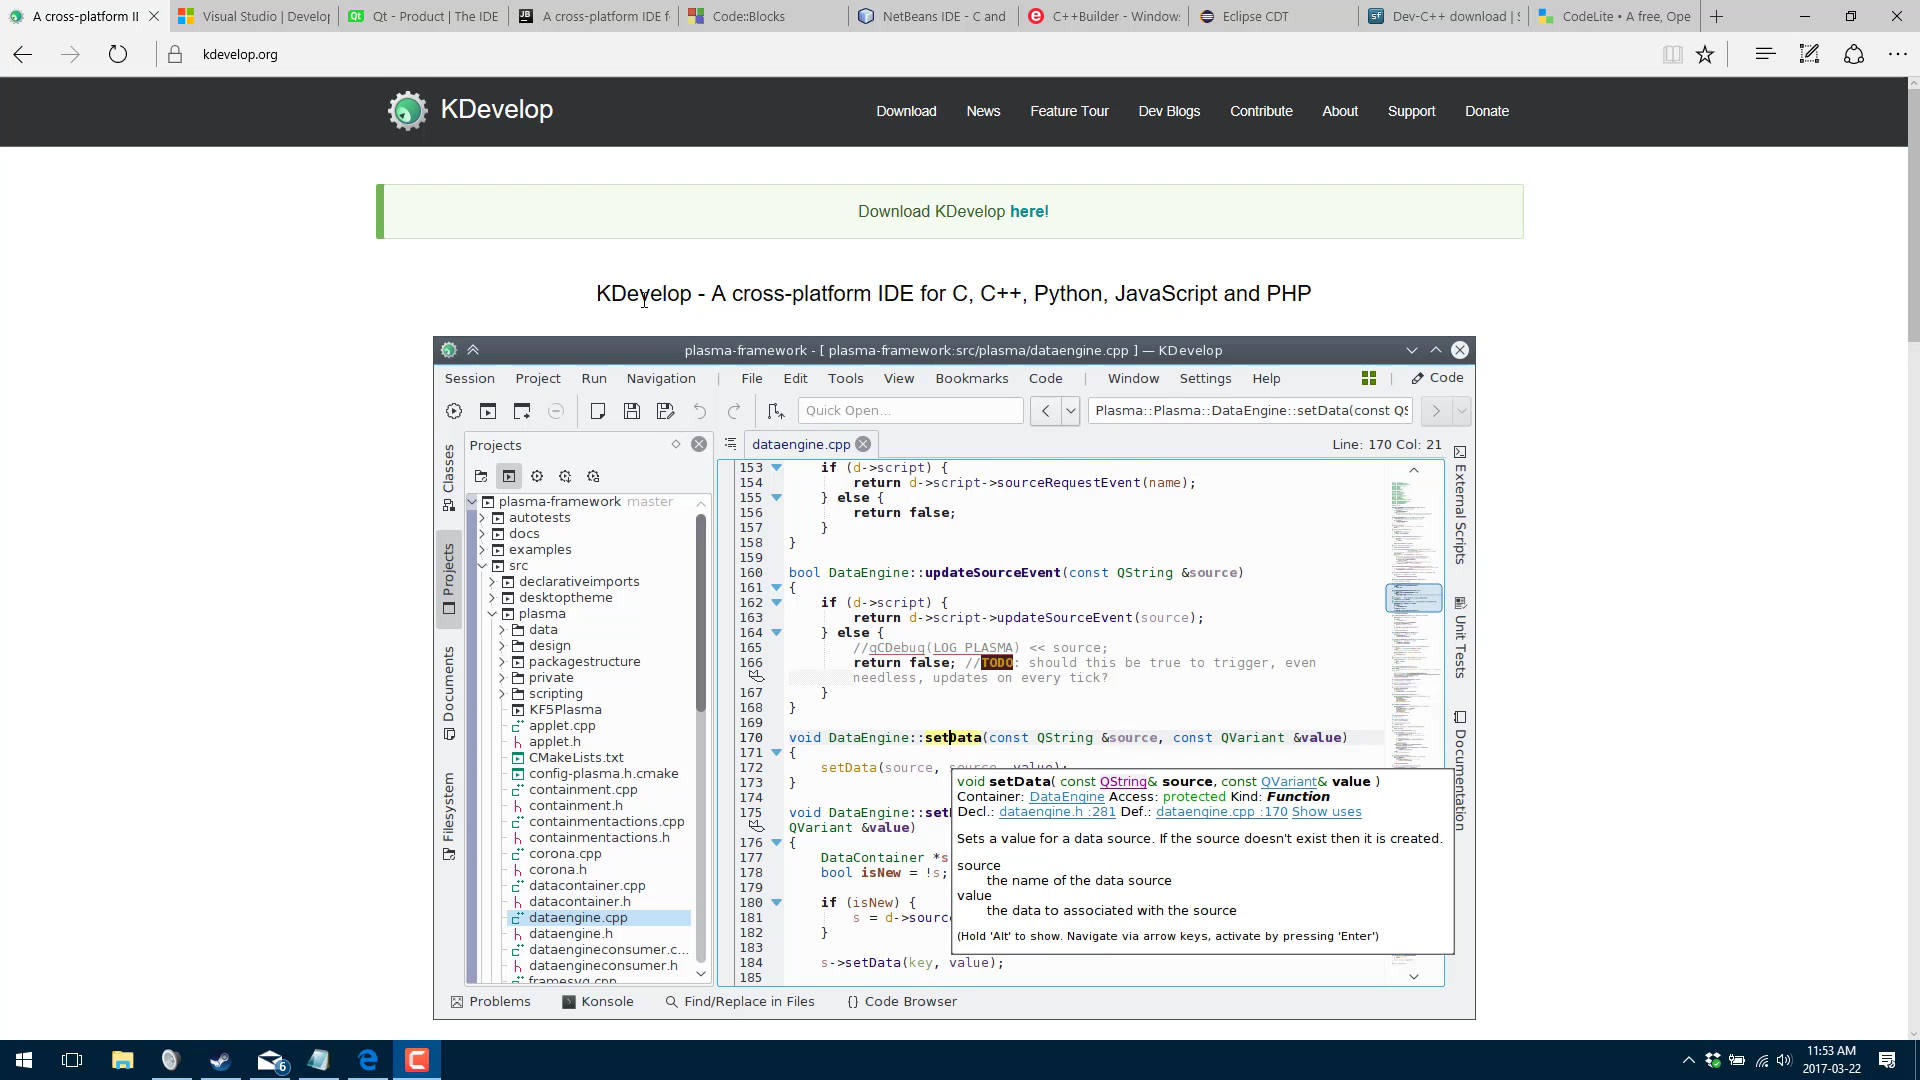 A cross-platform II
Visual Studio | Develop
Qt - Product | The IDE
A cross-platform IDE f
Code::Blocks
NetBeans IDE - C and
C++Builder - Window
Eclipse CDT
Dev-C++ download | S
CodeLite • A free, Ope
kdevelop.org
KDevelop
Download
News
Feature Tour
Dev Blogs
Contribute
About
Support
Donate
Download KDevelop here!
KDevelop - A cross-platform IDE for C, C++, Python, JavaScript and PHP
plasma-framework - [ plasma-framework:src/plasma/dataengine.cpp ] — KDevelop
Session Project Run Navigation | File Edit Tools View Bookmarks Code | Window Settings Help | Code
Quick Open...
Plasma::Plasma::DataEngine::setData(const QS
Classes
Projects
Documents
Filesystem
Projects
plasma-framework master
autotests
docs
examples
src
declarativeimports
desktoptheme
plasma
data
design
packagestructure
private
scripting
KF5Plasma
applet.cpp
applet.h
CMakeLists.txt
config-plasma.h.cmake
containment.cpp
containment.h
containmentactions.cpp
containmentactions.h
corona.cpp
corona.h
datacontainer.cpp
datacontainer.h
dataengine.cpp
dataengine.h
dataengineconsumer.c...
dataengineconsumer.h
framesvg.cpp
dataengine.cpp
Line: 170 Col: 21
153 if (d->script) {
154 return d->script->sourceRequestEvent(name);
155 } else {
156 return false;
157 }
158 }
159
160 bool DataEngine::updateSourceEvent(const QString &source)
161 {
162 if (d->script) {
163 return d->script->updateSourceEvent(source);
164 } else {
165 //qCDebug(LOG_PLASMA) << source;
166 return false; //TODO: should this be true to trigger, even
needless, updates on every tick?
167 }
168 }
169
170 void DataEngine::setData(const QString &source, const QVariant &value)
171 {
172 setData(source, source, value);
173 }
174
175 void DataEngine::set
QVariant &value)
176 {
177 DataContainer *s
178 bool isNew = !s;
179
180 if (isNew) {
181 s = d->sourc
182 }
183
184 s->setData(key, value);
185
void setData( const QString& source, const QVariant& value )
Container: DataEngine Access: protected Kind: Function
Decl.: dataengine.h :281 Def.: dataengine.cpp :170 Show uses
Sets a value for a data source. If the source doesn't exist then it is created.
source
the name of the data source
value
the data to associated with the source
(Hold 'Alt' to show. Navigate via arrow keys, activate by pressing 'Enter')
External Scripts
Unit Tests
Documentation
Problems Konsole Find/Replace in Files {} Code Browser
6
11:53 AM
2017-03-22